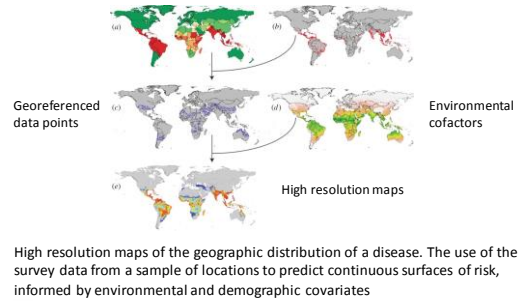 (a)
(b)
Georeferenced
data points
(c)
(d)
Environmental
cofactors
(e)
High resolution maps
High resolution maps of the geographic distribution of a disease. The use of the
survey data from a sample of locations to predict continuous surfaces of risk,
informed by environmental and demographic covariates